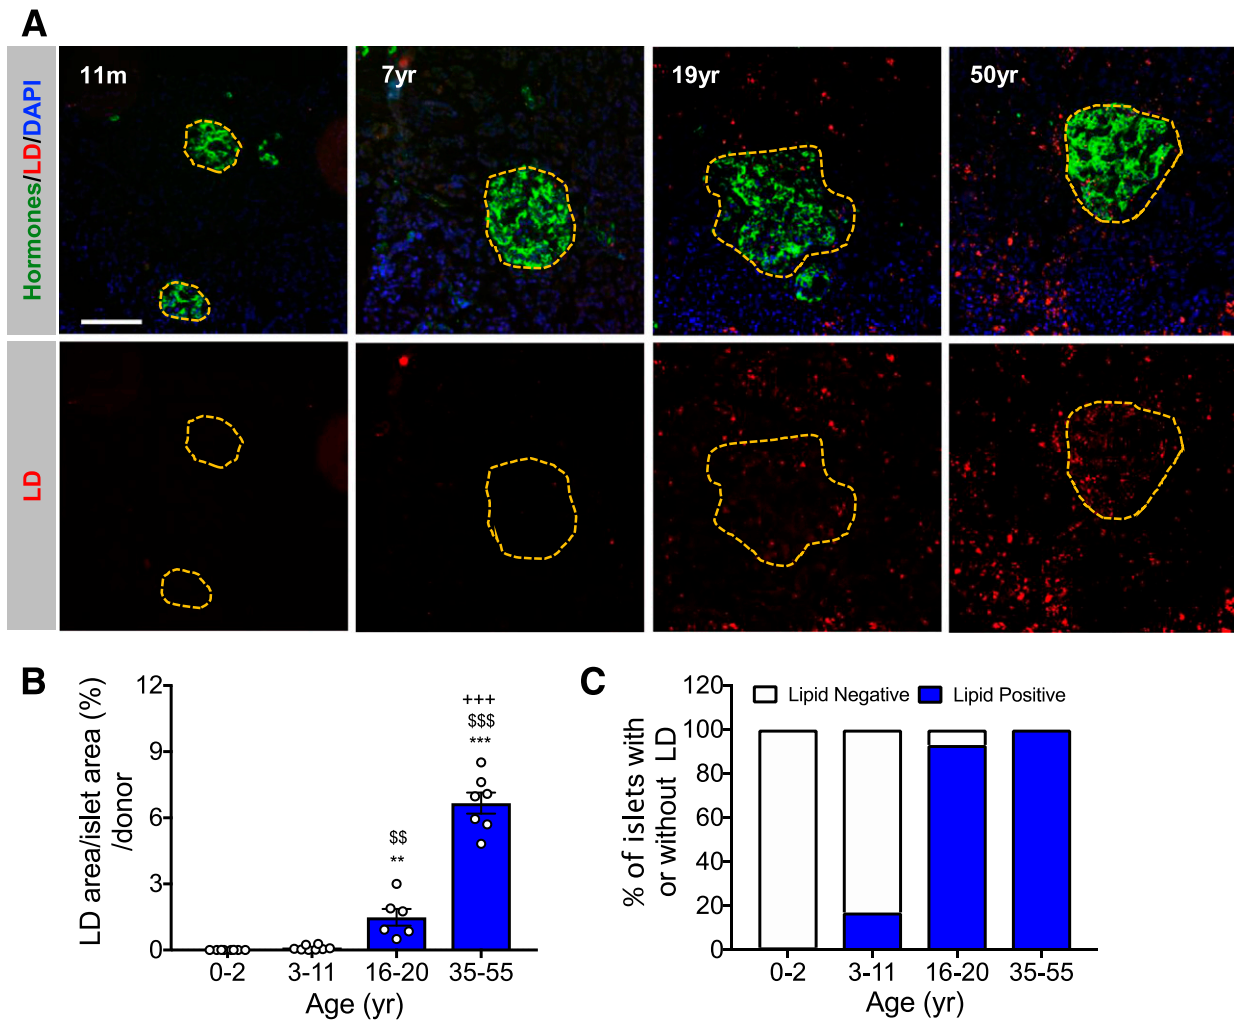 A
Hormones/LD/DAPI
11m
7yr
19yr
50yr
LD
B
LD area/islet area (%)
/donor
12
9
6
3
0
$$
**
+++
$$$
***
0-2
3-11
16-20
35-55
Age (yr)
C
% of islets with
or without LD
120
100
80
60
40
20
0
Lipid Negative
Lipid Positive
0-2
3-11
16-20
35-55
Age (yr)